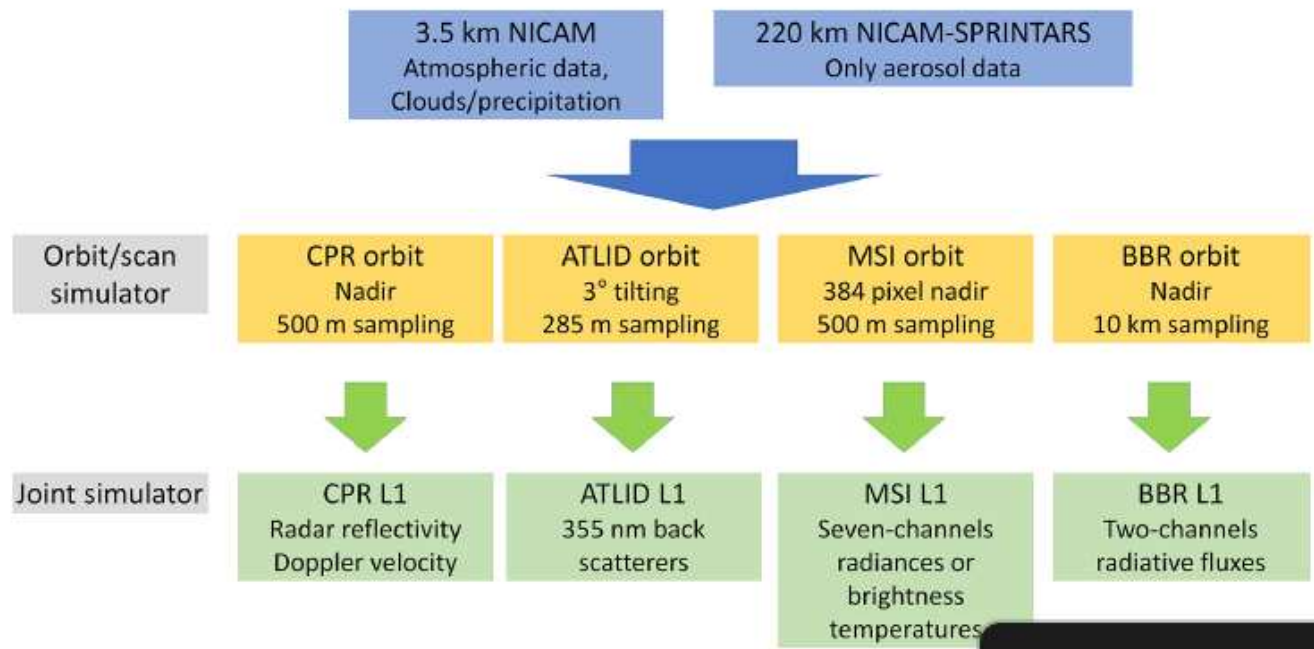 3.5 km NICAM
Atmospheric data,
Clouds/precipitation
220 km NICAM-SPRINTARS
Only aerosol data
Orbit/scan
simulator
CPR orbit
Nadir
500 m sampling
ATLID orbit
3° tilting
285 m sampling
MSI orbit
384 pixel nadir
500 m sampling
BBR orbit
Nadir
10 km sampling
Joint simulator
CPR L1
Radar reflectivity
Doppler velocity
ATLID L1
355 nm back
scatterers
MSI L1
Seven-channels
radiances or
brightness
temperatures
BBR L1
Two-channels
radiative fluxes